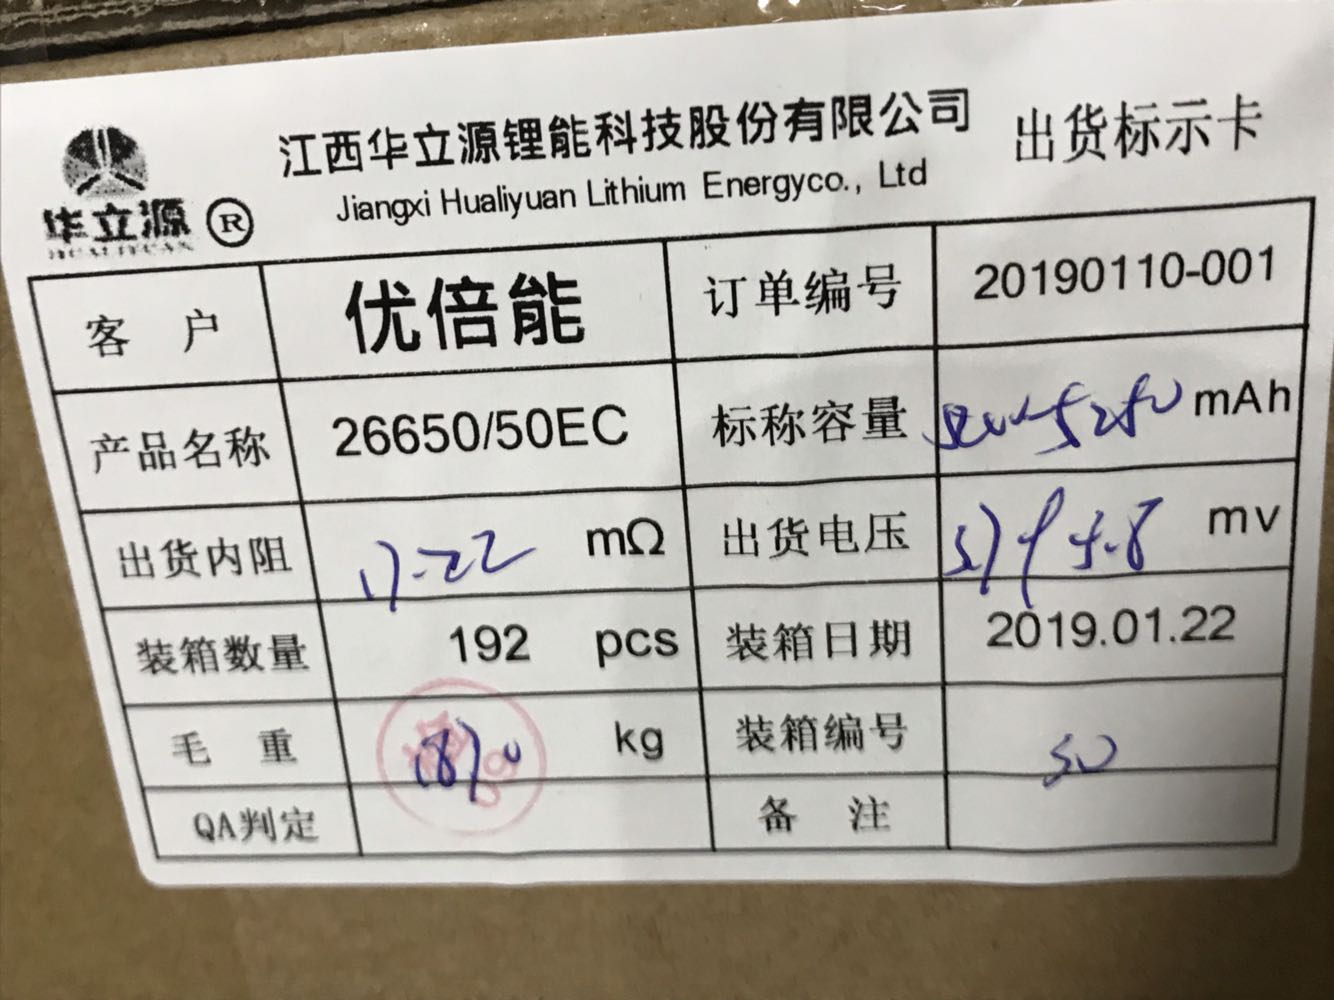 江西华立源锂能科技股份有限公司 出货标示卡
华立源® Jiangxi Hualiyuan Lithium Energyco., Ltd
HUALIYUAN
客 户 优倍能 订单编号 20190110-001
产品名称 26650/50EC 标称容量 5200-5250 mAh
出货内阻 17-22 mΩ 出货电压 mv
装箱数量 192 pcs 装箱日期 2019.01.22
毛 重 kg 装箱编号 50
QA判定 备 注